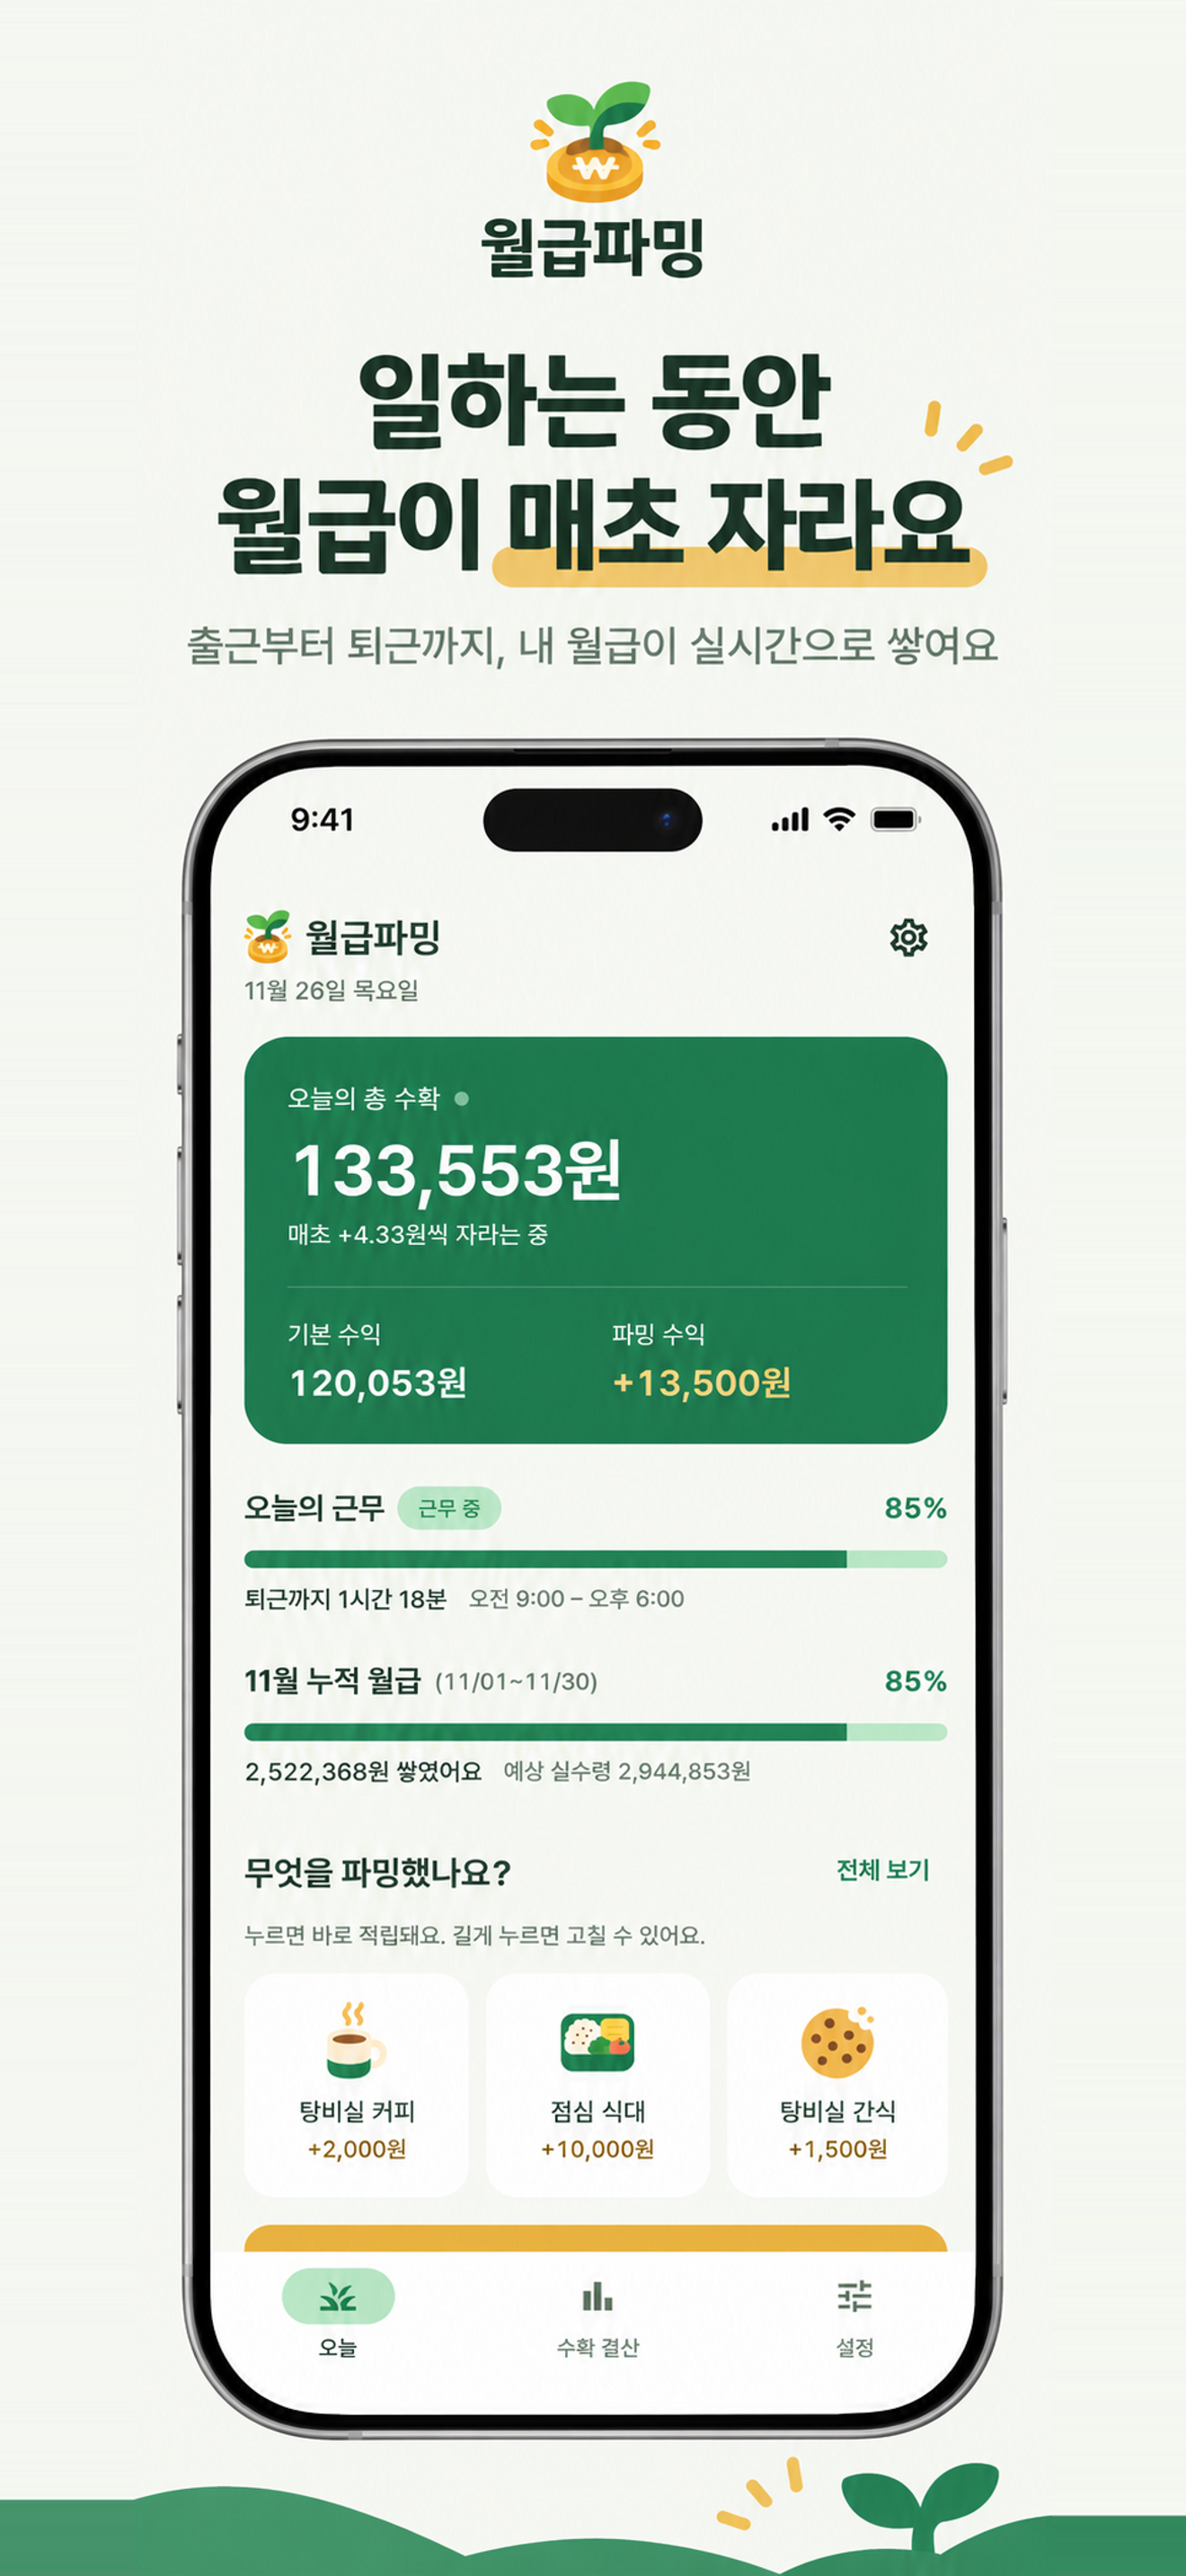 월급파밍
일하는 동안
월급이 매초 자라요
출근부터 퇴근까지, 내 월급이 실시간으로 쌓여요
9:41
월급파밍
11월 26일 목요일
오늘의 총 수확
133,553원
매초 +4.33원씩 자라는 중
기본 수익 파밍 수익
120,053원 +13,500원
오늘의 근무 근무 중 85%
퇴근까지 1시간 18분 오전 9:00 – 오후 6:00
11월 누적 월급 (11/01~11/30) 85%
2,522,368원 쌓였어요 예상 실수령 2,944,853원
무엇을 파밍했나요? 전체 보기
누르면 바로 적립돼요. 길게 누르면 고칠 수 있어요.
탕비실 커피 점심 식대 탕비실 간식
+2,000원 +10,000원 +1,500원
오늘 수확 결산 설정